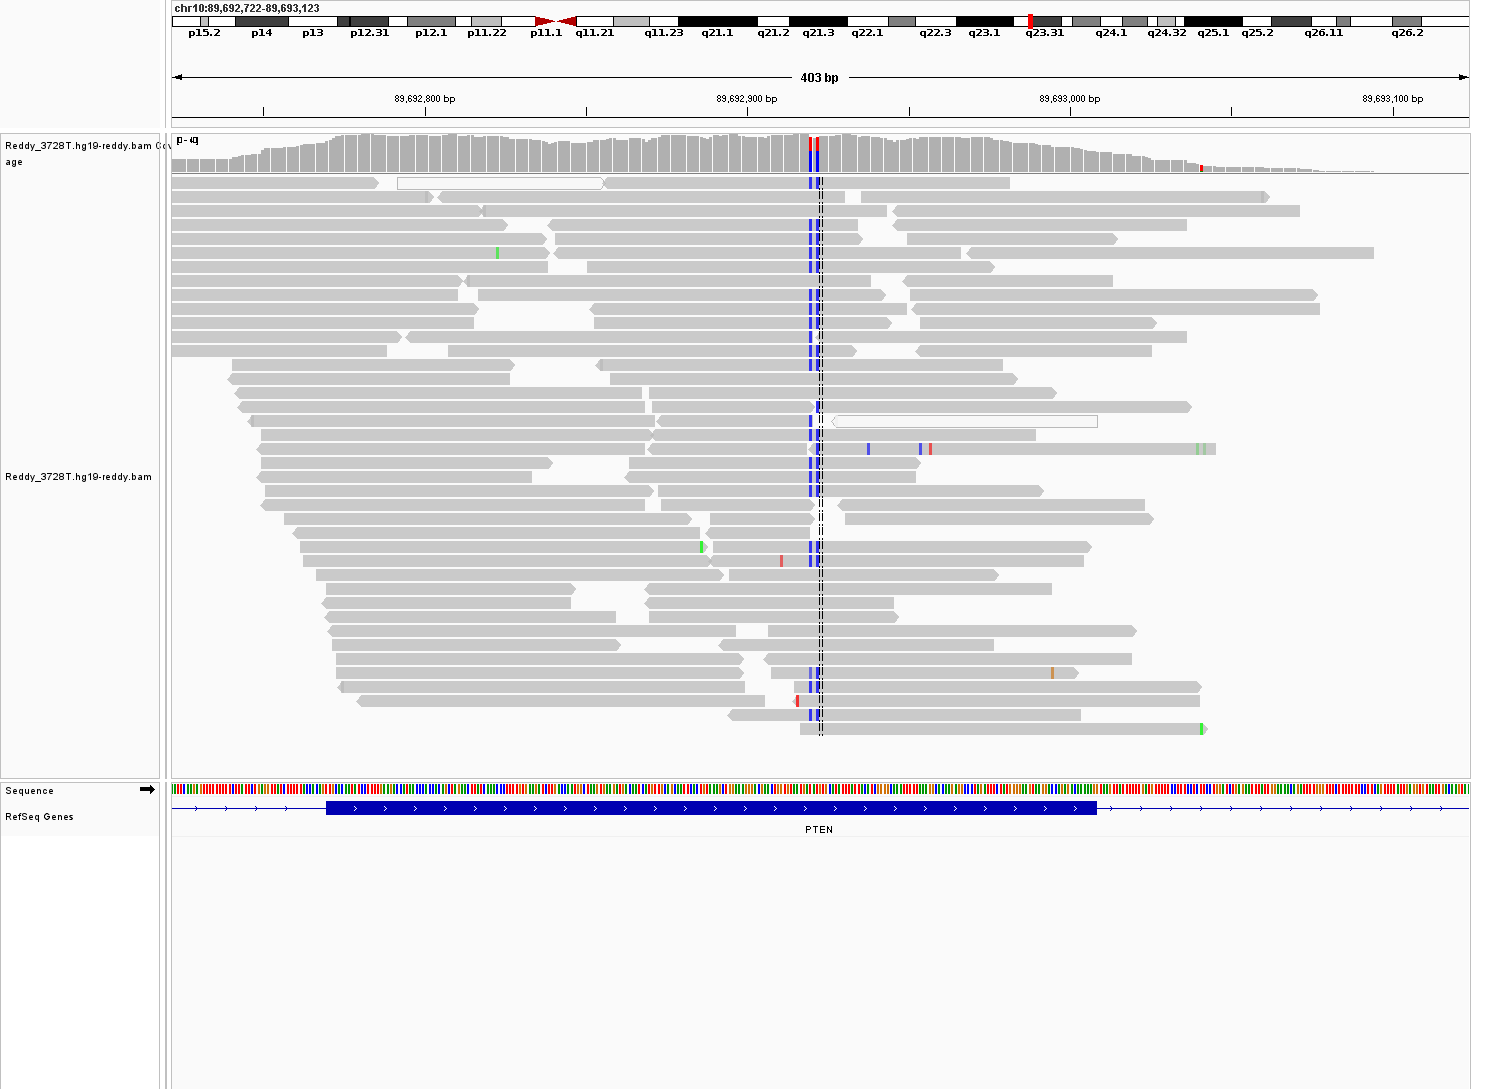 chr10:89,692,722-89,693,123
p15.2 p14 p13 p12.31 p12.1 p11.22 p11.1 q11.21 q11.23 q21.1 q21.2 q21.3 q22.1 q22.3 q23.1 q23.31 q24.1 q24.32 q25.1 q25.2 q26.11 q26.2
403 bp
89,692,800 bp 89,692,900 bp 89,693,000 bp 89,693,100 bp
Reddy_3728T.hg19-reddy.bam Cov
age
Reddy_3728T.hg19-reddy.bam
Sequence
RefSeq Genes
PTEN